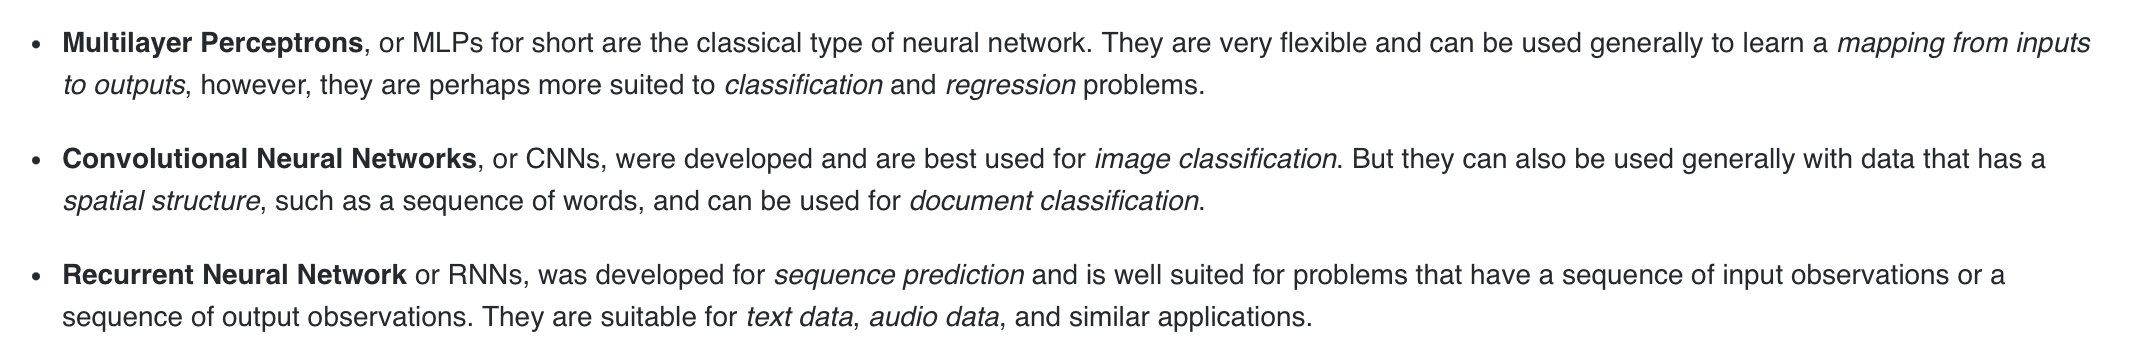 • Multilayer Perceptrons, or MLPs for short are the classical type of neural network. They are very flexible and can be used generally to learn a mapping from inputs
to outputs, however, they are perhaps more suited to classification and regression problems.
• Convolutional Neural Networks, or CNNs, were developed and are best used for image classification. But they can also be used generally with data that has a
spatial structure, such as a sequence of words, and can be used for document classification.
• Recurrent Neural Network or RNNs, was developed for sequence prediction and is well suited for problems that have a sequence of input observations or a
sequence of output observations. They are suitable for text data, audio data, and similar applications.